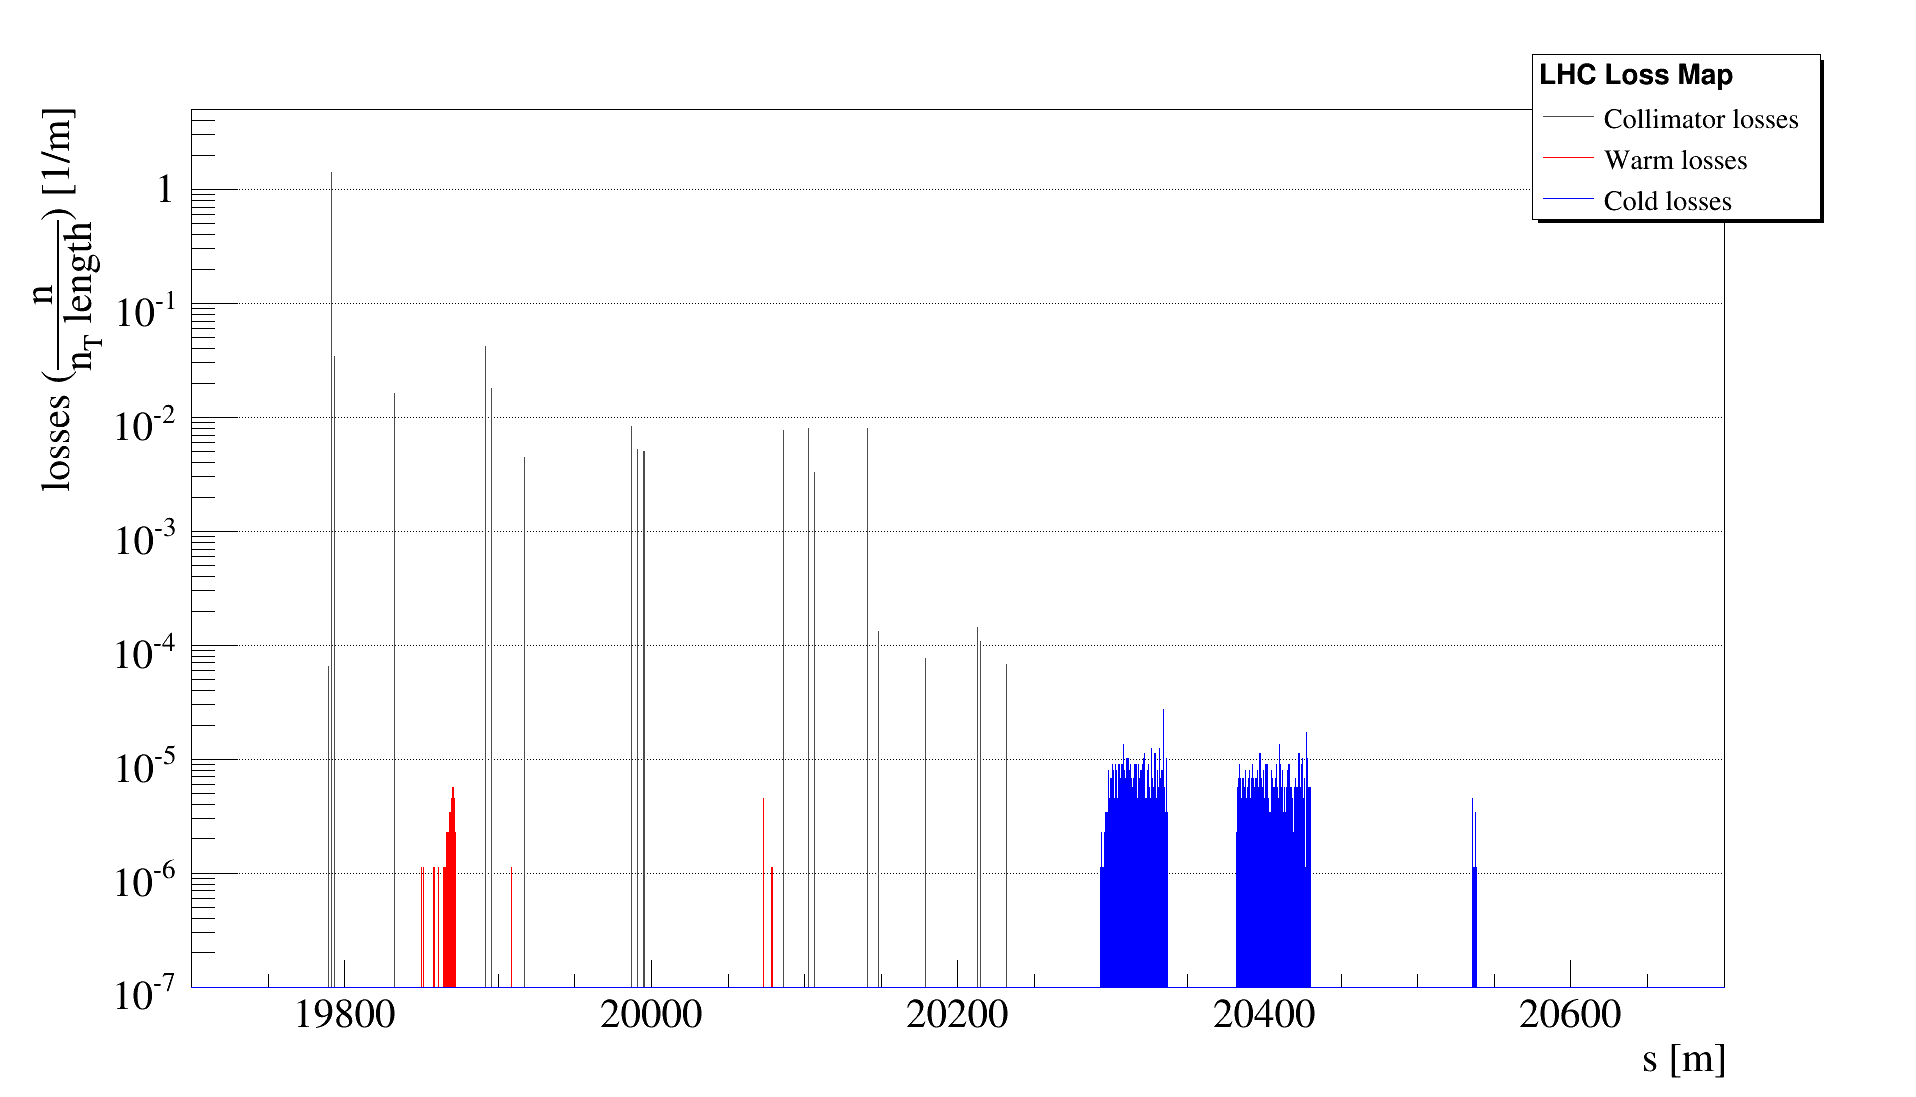 LHC Loss Map
Collimator losses
Warm losses
Cold losses
losses (n/n_T length) [1/m]
1
10^-1
10^-2
10^-3
10^-4
10^-5
10^-6
10^-7
19800 20000 20200 20400 20600
s [m]